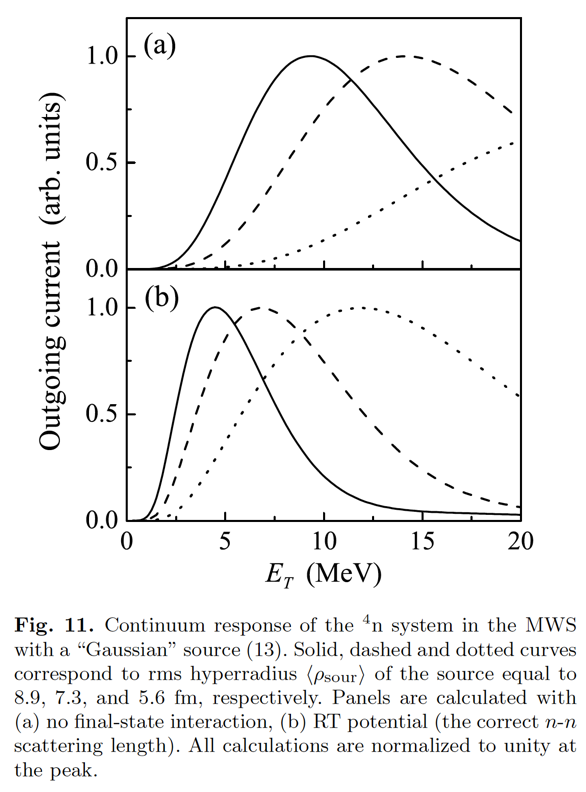 (a)
1.0
0.5
0.0
(b)
1.0
0.5
0.0
0 5 10 15 20
E_T (MeV)
Outgoing current (arb. units)
Fig. 11. Continuum response of the ⁴n system in the MWS
with a “Gaussian” source (13). Solid, dashed and dotted curves
correspond to rms hyperradius ⟨ρsour⟩ of the source equal to
8.9, 7.3, and 5.6 fm, respectively. Panels are calculated with
(a) no final-state interaction, (b) RT potential (the correct n-n
scattering length). All calculations are normalized to unity at
the peak.